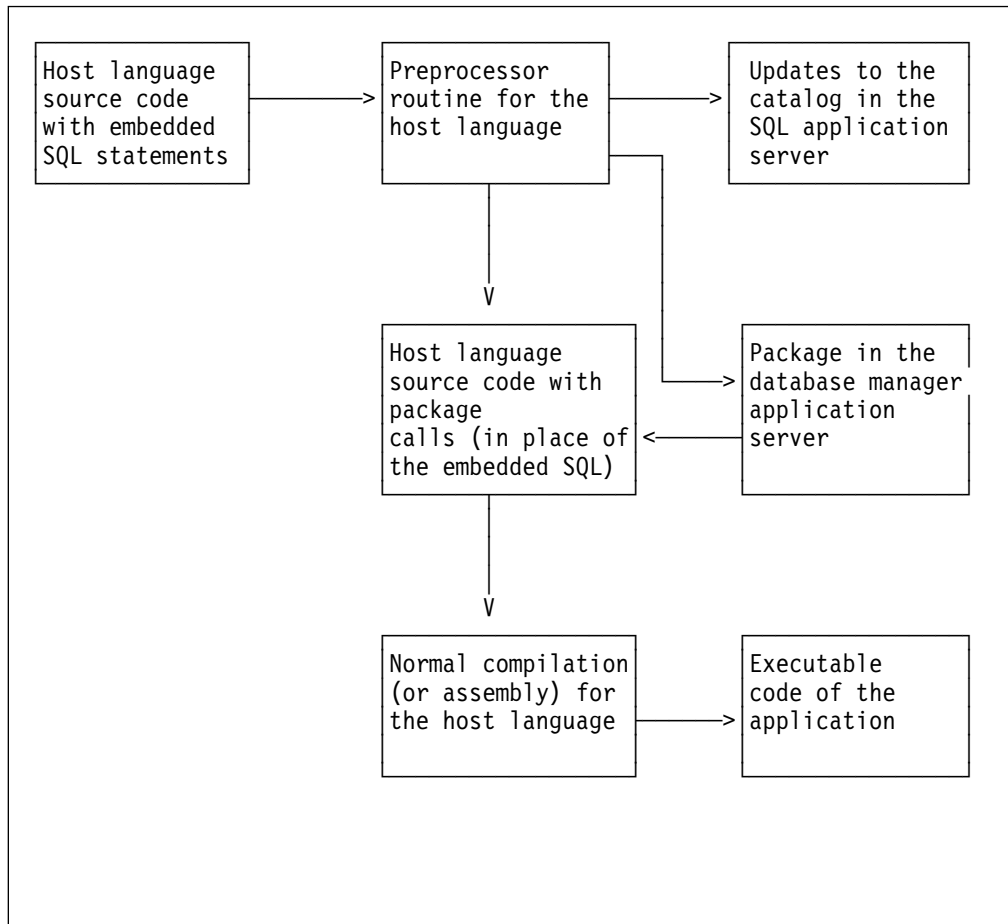 Host language
source code
with embedded
SQL statements
Preprocessor
routine for the
host language
Updates to the
catalog in the
SQL application
server
Host language
source code with
package
calls (in place of
the embedded SQL)
Package in the
database manager
application
server
Normal compilation
(or assembly) for
the host language
Executable
code of the
application